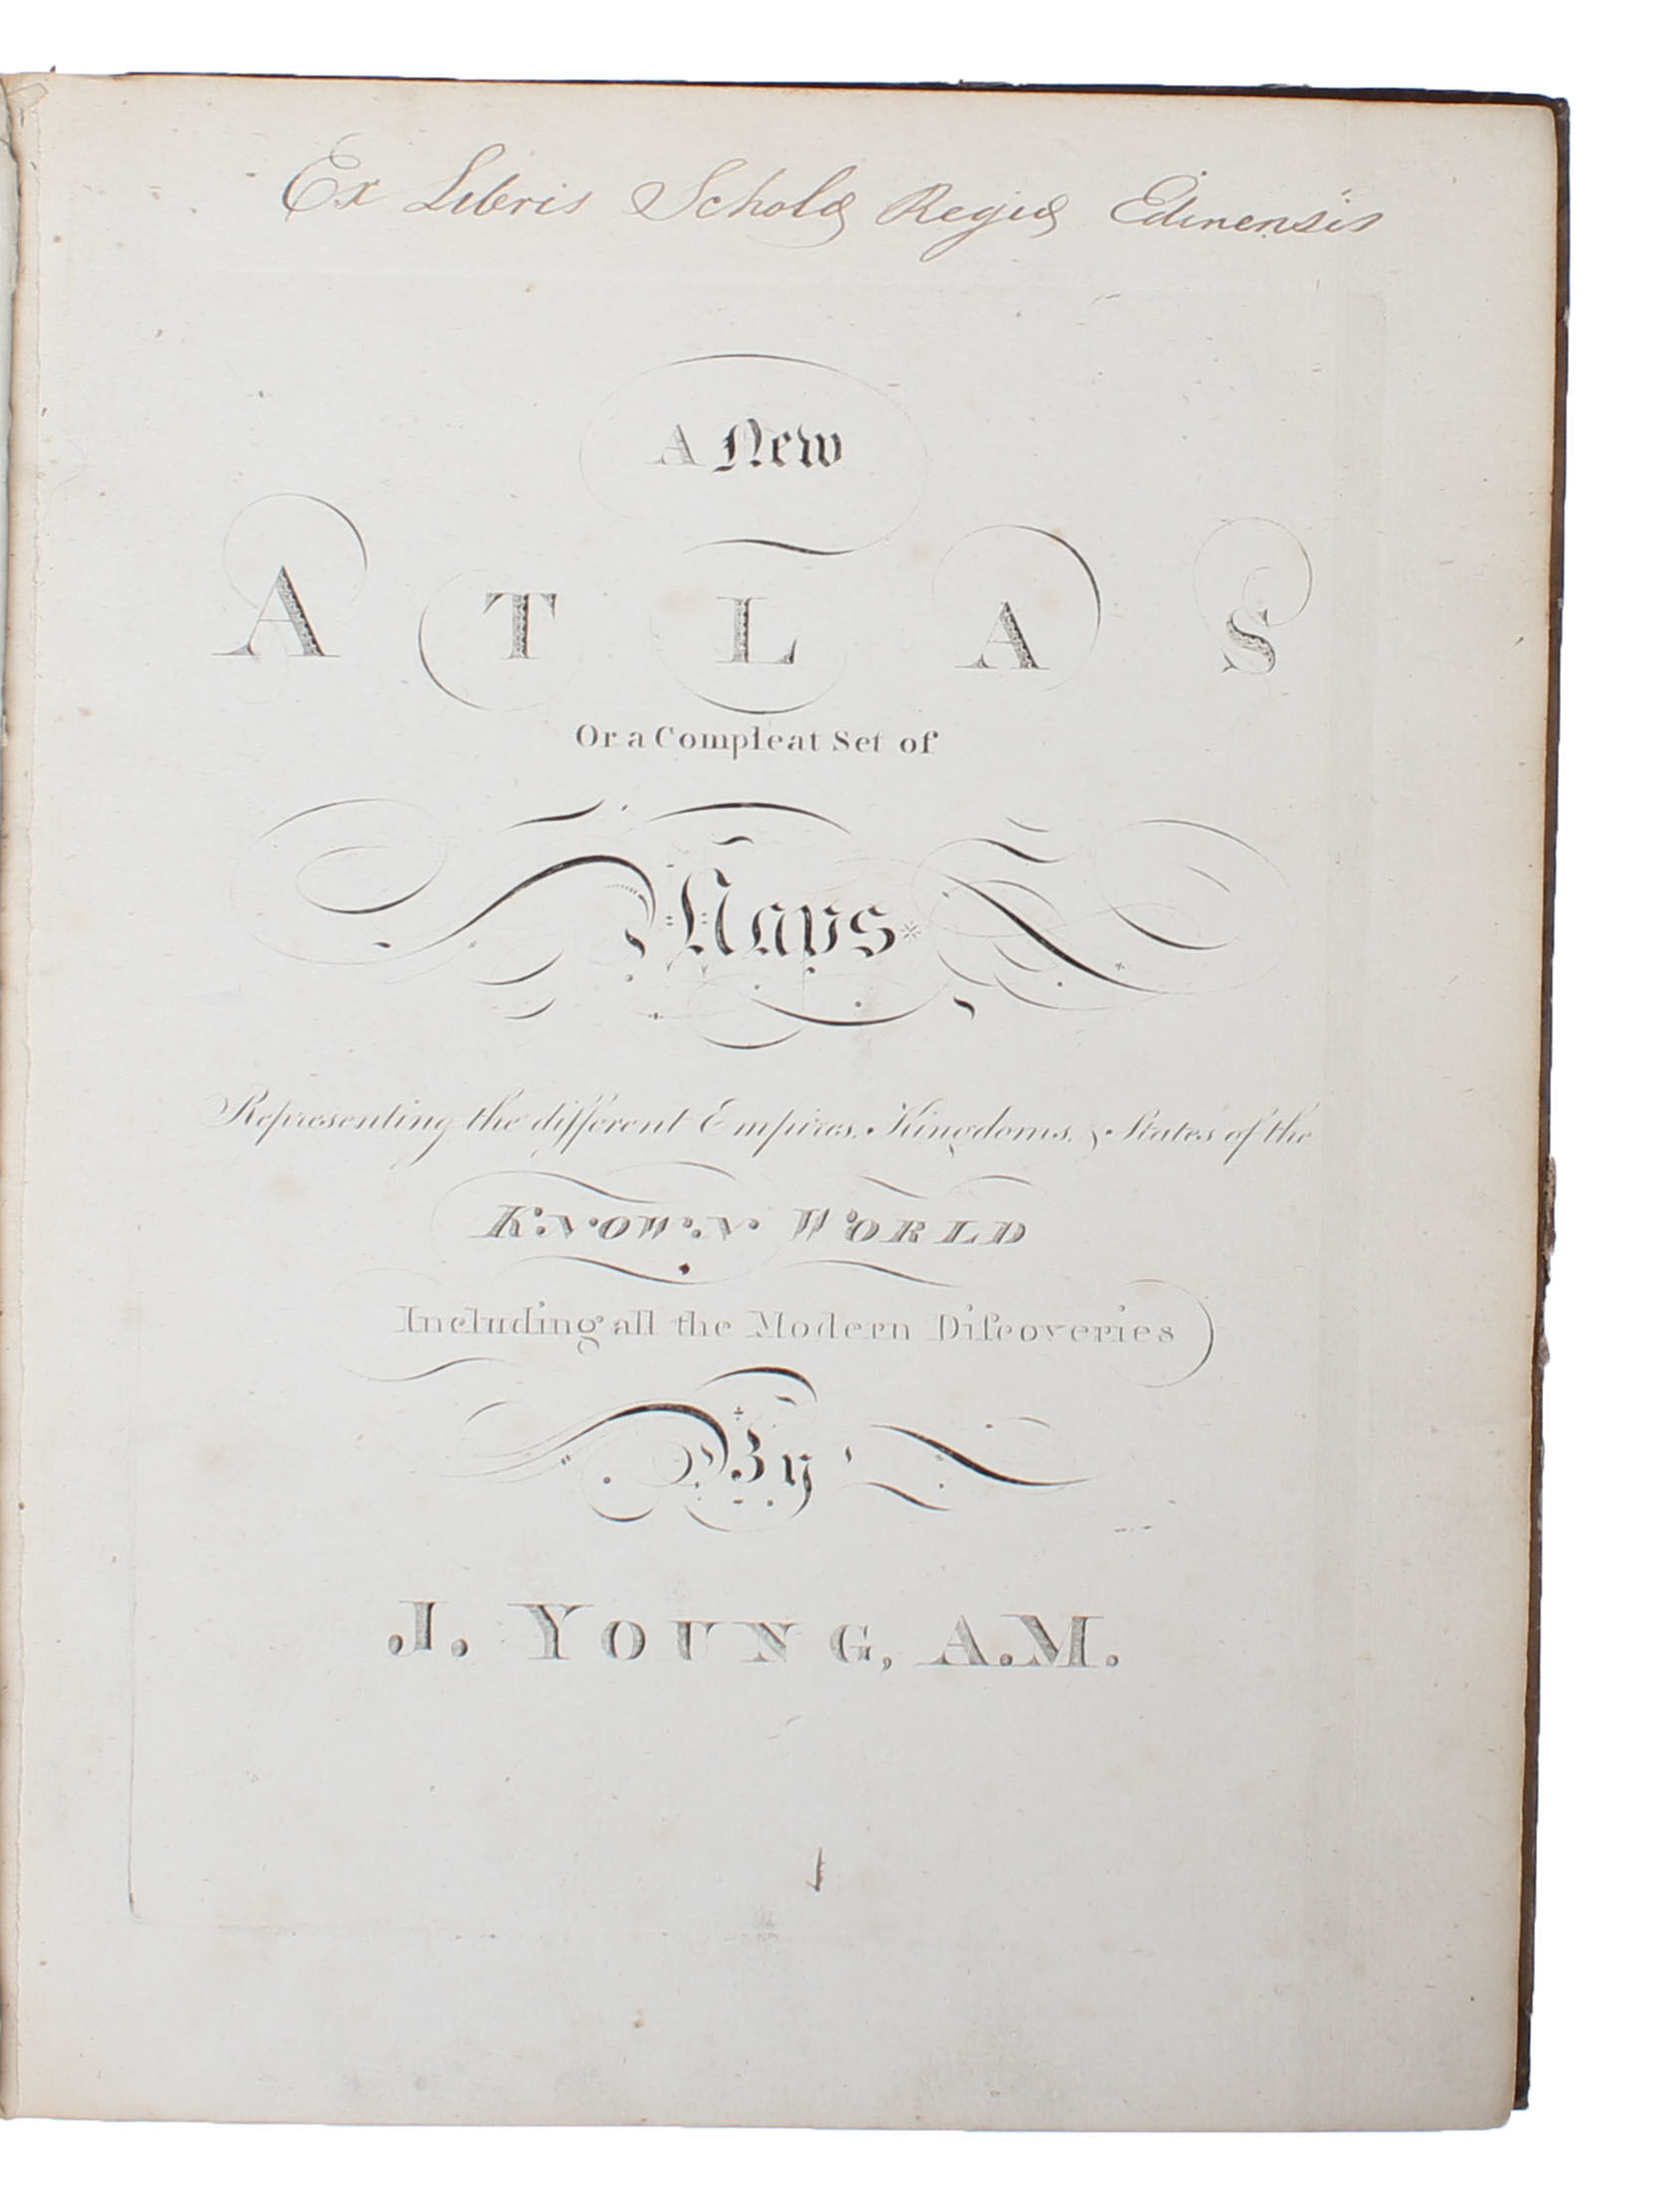 Ex Libris Scholæ Regiæ Edinensis
A New
ATLAS
Or a Compleat Set of
Maps
Representing the different Empires, Kingdoms, & States of the
KNOWN WORLD
Including all the Modern Diſcoveries
By
J. YOUNG, A.M.